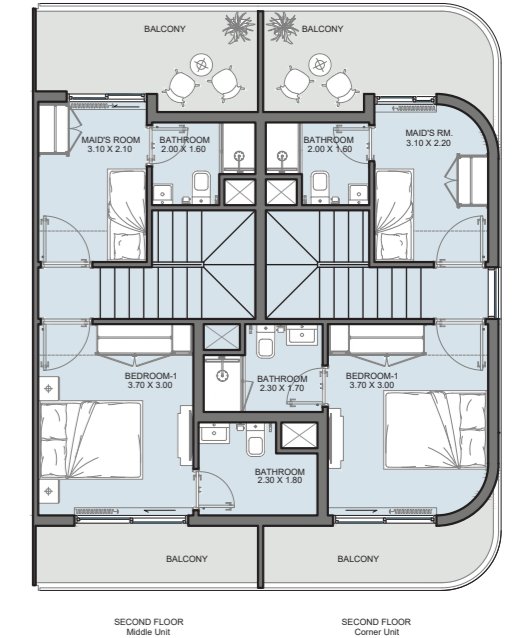 BALCONY
BALCONY
MAID'S ROOM
3.10 X 2.10
BATHROOM
2.00 X 1.60
BATHROOM
2.00 X 1.60
MAID'S RM.
3.10 X 2.20
BEDROOM-1
3.70 X 3.00
BATHROOM
2.30 X 1.70
BEDROOM-1
3.70 X 3.00
BATHROOM
2.30 X 1.80
BALCONY
BALCONY
SECOND FLOOR
Middle Unit
SECOND FLOOR
Corner Unit